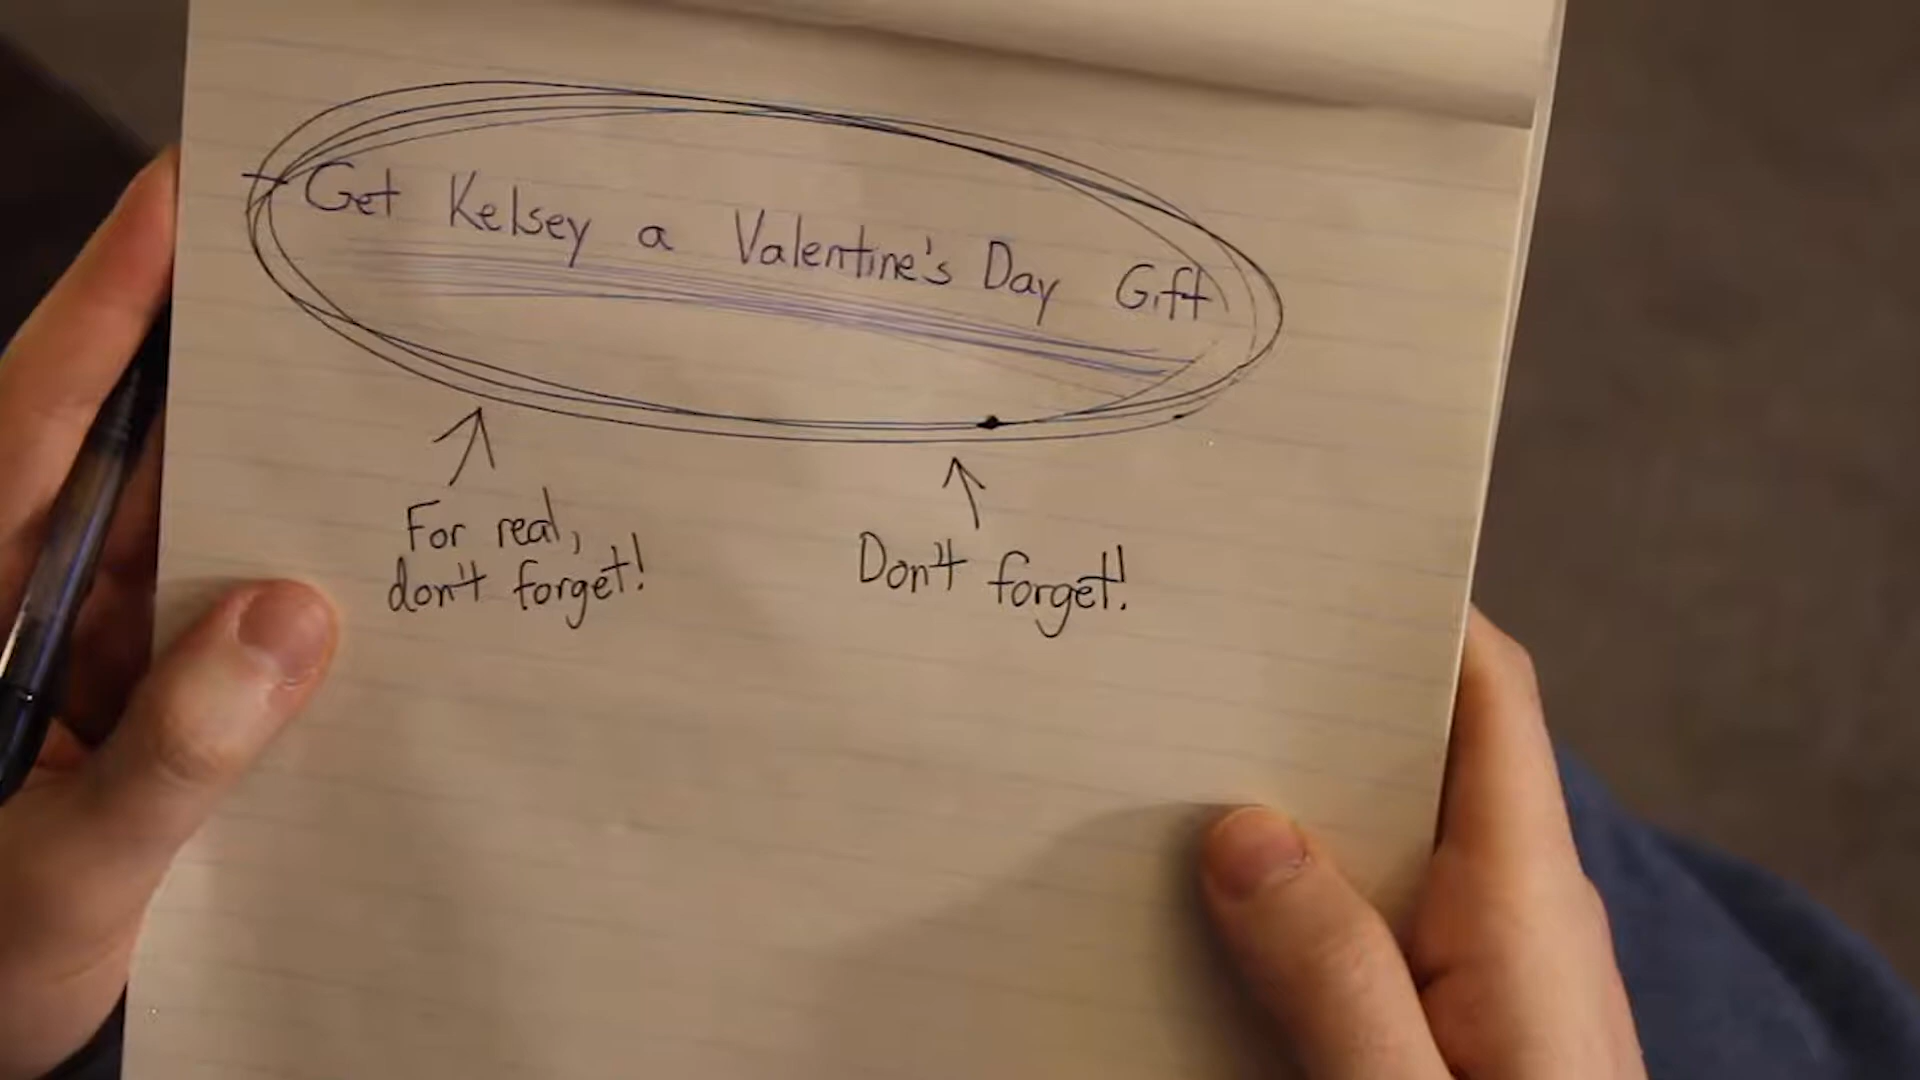 - Get Kelsey a Valentine's Day Gift
For real,
don't forget!
Don't forget!